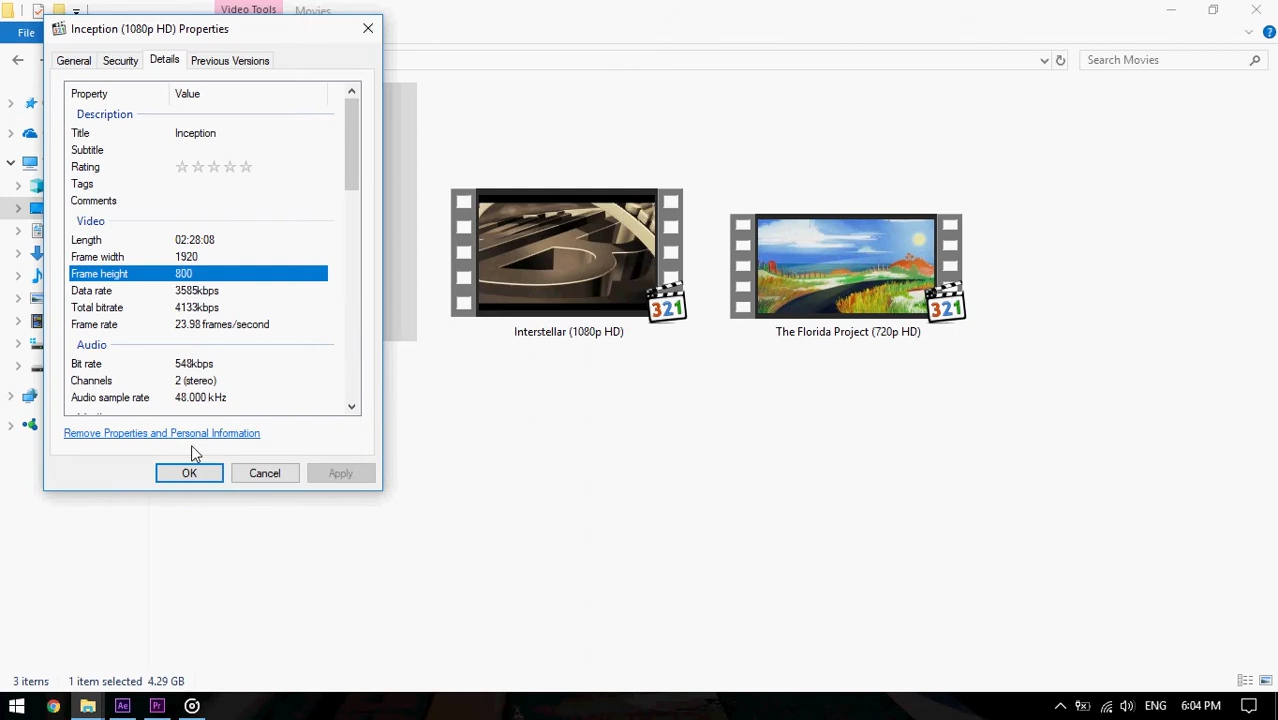 Video Tools
Movies
File
Inception (1080p HD) Properties
General
Security
Details
Previous Versions
Search Movies
Property Value
Description
Title Inception
Subtitle
Rating
Tags
Comments
Video
Length 02:28:08
Frame width 1920
Frame height 800
Data rate 3585kbps
Total bitrate 4133kbps
Frame rate 23.98 frames/second
Audio
Bit rate 548kbps
Channels 2 (stereo)
Audio sample rate 48.000 kHz
Remove Properties and Personal Information
OK
Cancel
Apply
321
Interstellar (1080p HD)
321
The Florida Project (720p HD)
3 items 1 item selected 4.29 GB
Ae
Pr
ENG
6:04 PM